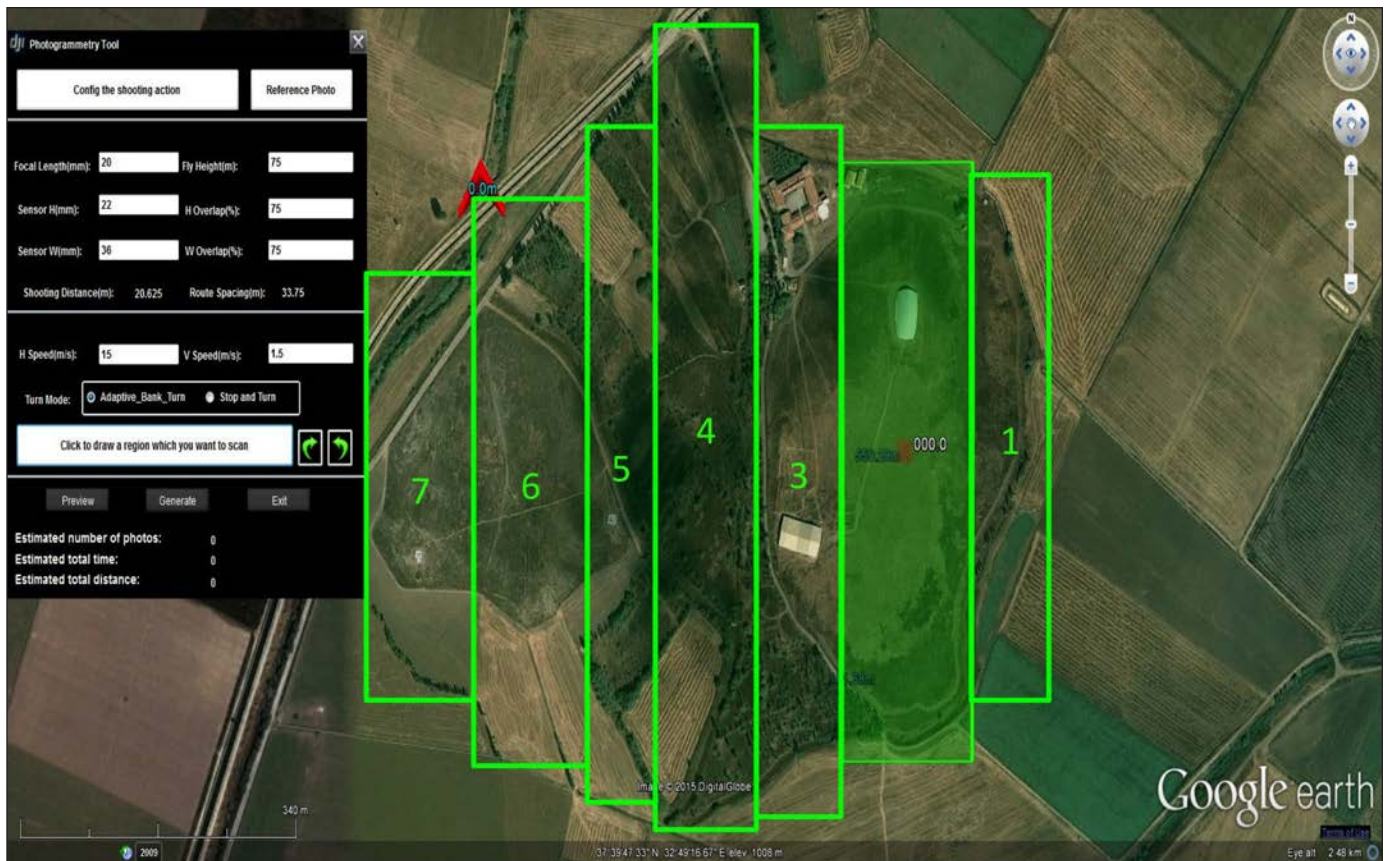 dji Photogrammetry Tool
Config the shooting action Reference Photo
Focal Length(mm): 20 Fly Height(m): 75
Sensor H(mm): 22 H Overlap(%): 75
Sensor W(mm): 36 W Overlap(%): 75
Shooting Distance(m): 20.625 Route Spacing(m): 33.75
H Speed(m/s): 15 V Speed(m/s): 1.5
Turn Mode: Adaptive_Bank_Turn Stop and Turn
Click to draw a region which you want to scan
Preview Generate Exit
Estimated number of photos: 0
Estimated total time: 0
Estimated total distance: 0
0.0m
N
000.0
7
6
5
4
3
1
Image © 2015 DigitalGlobe
Google earth
Terms of Use
340 m
2009
37°39'47.33" N 32°49'16.67" E elev 1008 m
Eye alt 2.48 km